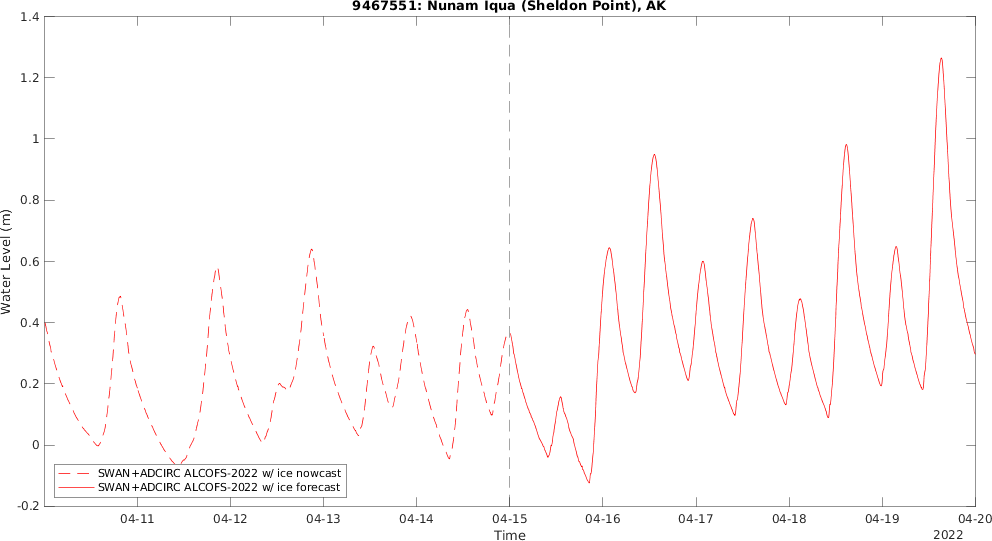 9467551: Nunam Iqua (Sheldon Point), AK
1.4
1.2
1
0.8
0.6
0.4
0.2
0
-0.2
Water Level (m)
SWAN+ADCIRC ALCOFS-2022 w/ ice nowcast
SWAN+ADCIRC ALCOFS-2022 w/ ice forecast
04-11 04-12 04-13 04-14 04-15 04-16 04-17 04-18 04-19 04-20
Time
2022